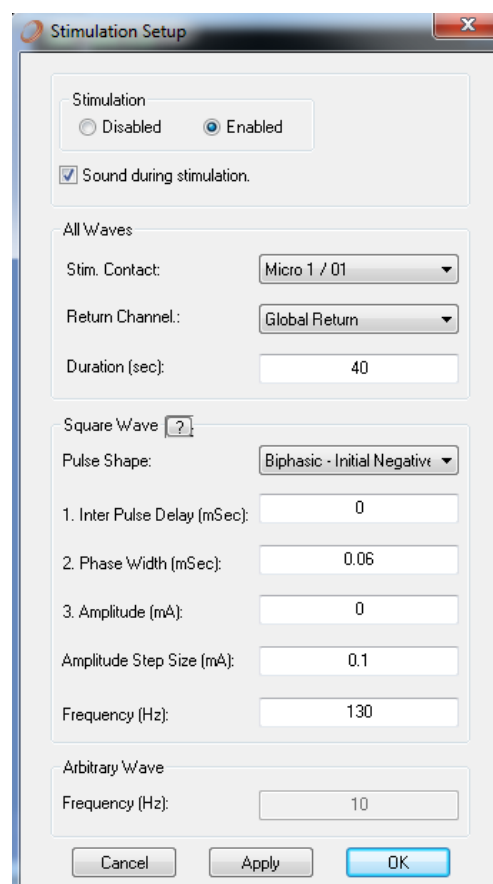 Stimulation Setup
X
Stimulation
Disabled Enabled
Sound during stimulation.
All Waves
Stim. Contact: Micro 1 / 01
Return Channel.: Global Return
Duration (sec): 40
Square Wave ?
Pulse Shape: Biphasic - Initial Negative
1. Inter Pulse Delay (mSec): 0
2. Phase Width (mSec): 0.06
3. Amplitude (mA): 0
Amplitude Step Size (mA): 0.1
Frequency (Hz): 130
Arbitrary Wave
Frequency (Hz): 10
Cancel Apply OK